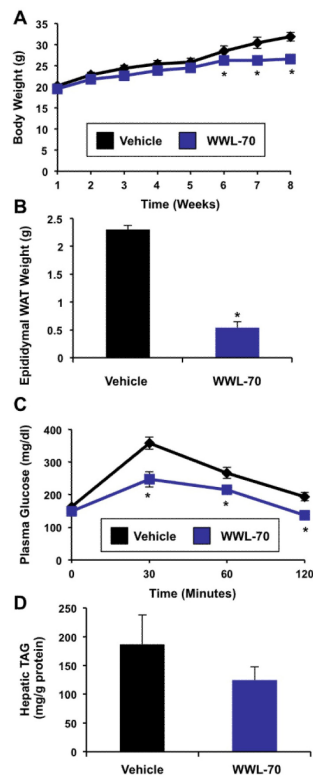 A
Body Weight (g)
35
30
25
20
15
10
5
0
* * *
Vehicle WWL-70
1 2 3 4 5 6 7 8
Time (Weeks)
B
Epididymal WAT Weight (g)
2.5
2
1.5
1
0.5
0
*
Vehicle WWL-70
C
Plasma Glucose (mg/dl)
400
300
200
100
0
* * *
Vehicle WWL-70
0 30 60 120
Time (Minutes)
D
Hepatic TAG
(mg/g protein)
250
200
150
100
50
0
Vehicle WWL-70